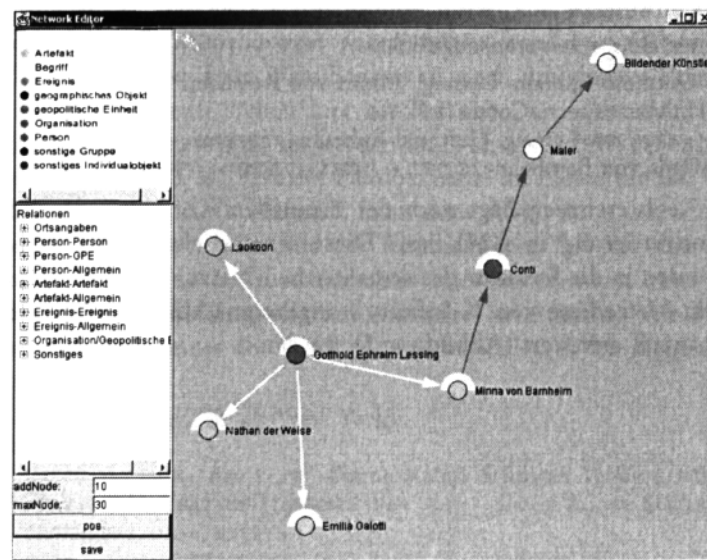 Network Editor
Artefakt
Begriff
Ereignis
geographisches Objekt
geopolitische Einheit
Organisation
Person
sonstige Gruppe
sonstiges Individualobjekt
Relationen
Ortsangaben
Person-Person
Person-GPE
Person-Allgemein
Artefakt-Artefakt
Artefakt-Allgemein
Ereignis-Ereignis
Ereignis-Allgemein
Organisation/Geopolitische E
Sonstiges
addNode: 10
maxNode: 30
pos
save
Bildender Künstle
Maler
Conti
Laokoon
Gotthold Ephraim Lessing
Minna von Barnhelm
Nathan der Weise
Emilia Galotti